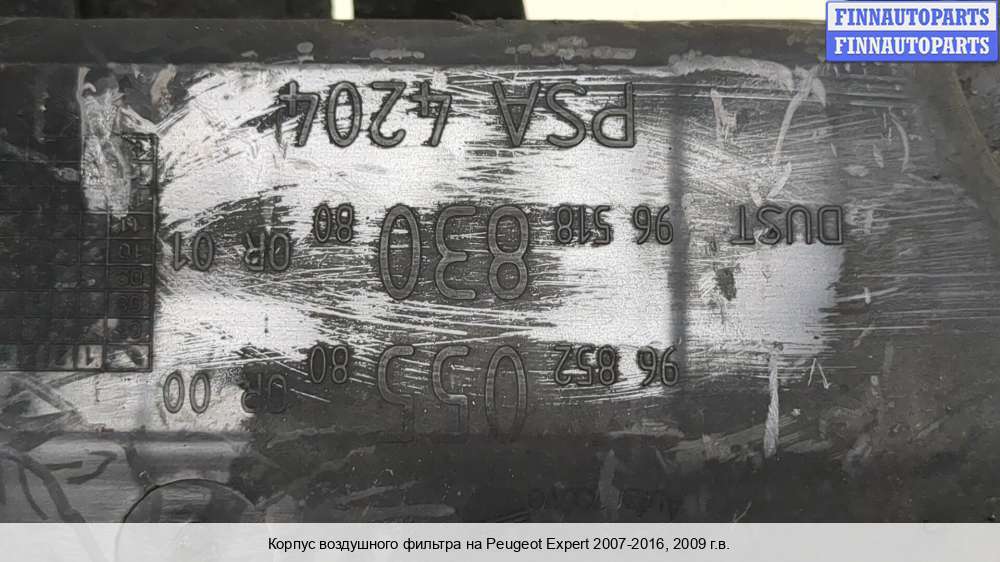 FINNAUTOPARTS
FINNAUTOPARTS
96 852 055 80 OR 00
DUST 96 518 830 80 OR 01
PSA 4204
Корпус воздушного фильтра на Peugeot Expert 2007-2016, 2009 г.в.